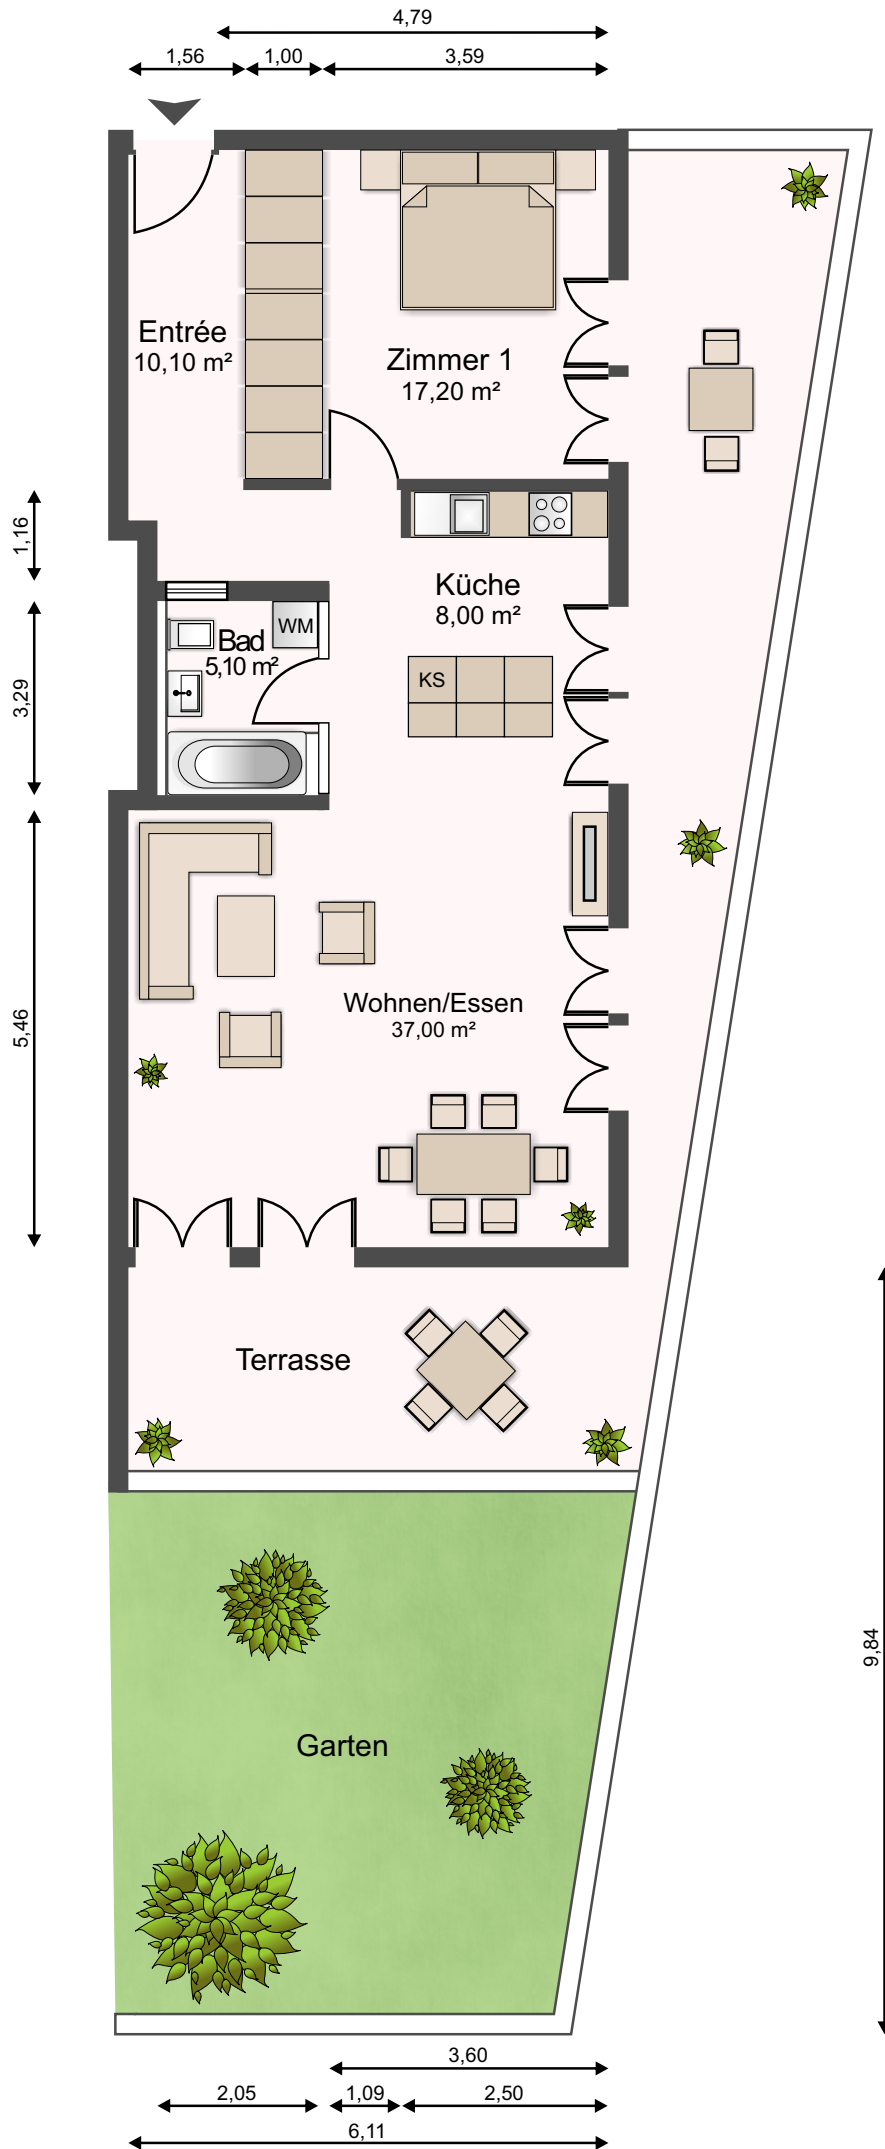 4,79
1,56
1,00
3,59
Entrée
10,10 m²
Zimmer 1
17,20 m²
1,16
Küche
8,00 m²
WM
Bad
5,10 m²
KS
3,29
Wohnen/Essen
37,00 m²
5,46
Terrasse
9,84
Garten
3,60
2,05
1,09
2,50
6,11